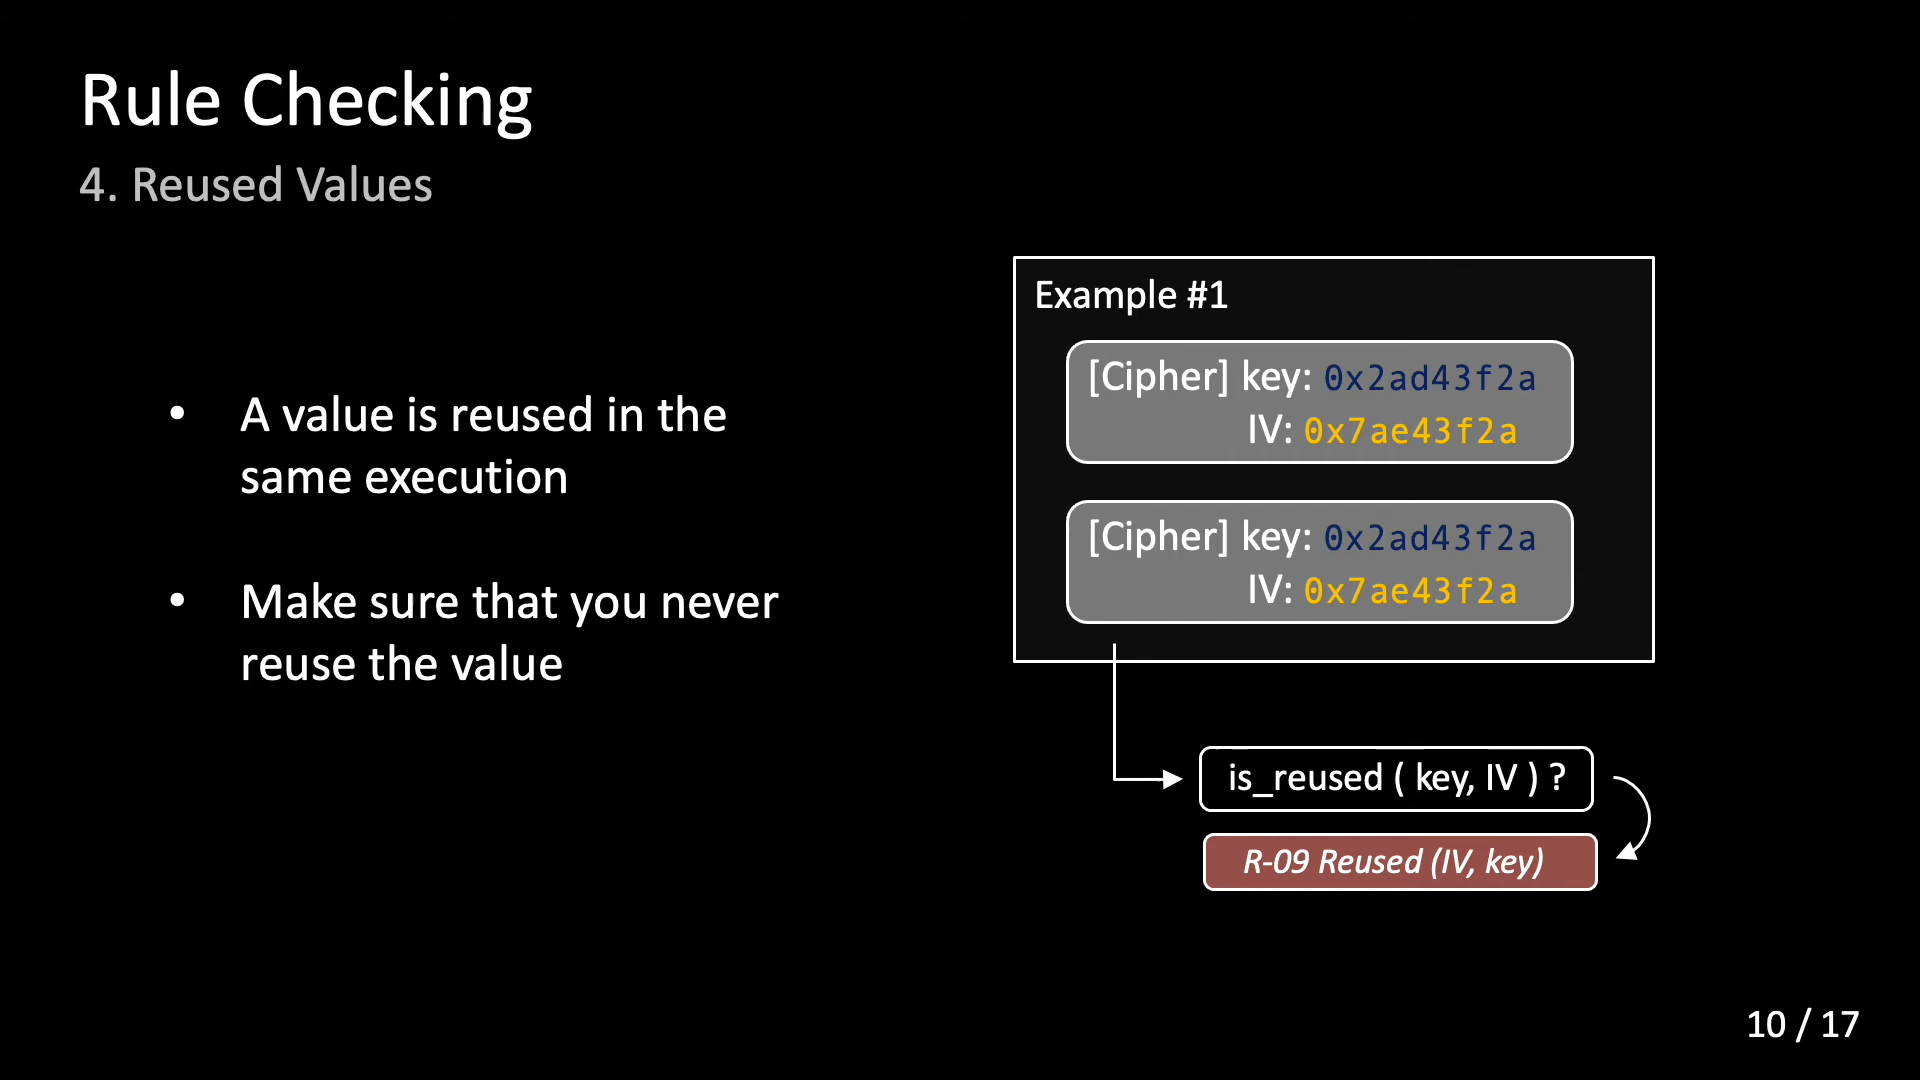 Rule Checking
4. Reused Values
• A value is reused in the
same execution
• Make sure that you never
reuse the value
Example #1
[Cipher] key: 0x2ad43f2a
IV: 0x7ae43f2a
[Cipher] key: 0x2ad43f2a
IV: 0x7ae43f2a
is_reused ( key, IV ) ?
R-09 Reused (IV, key)
10 / 17